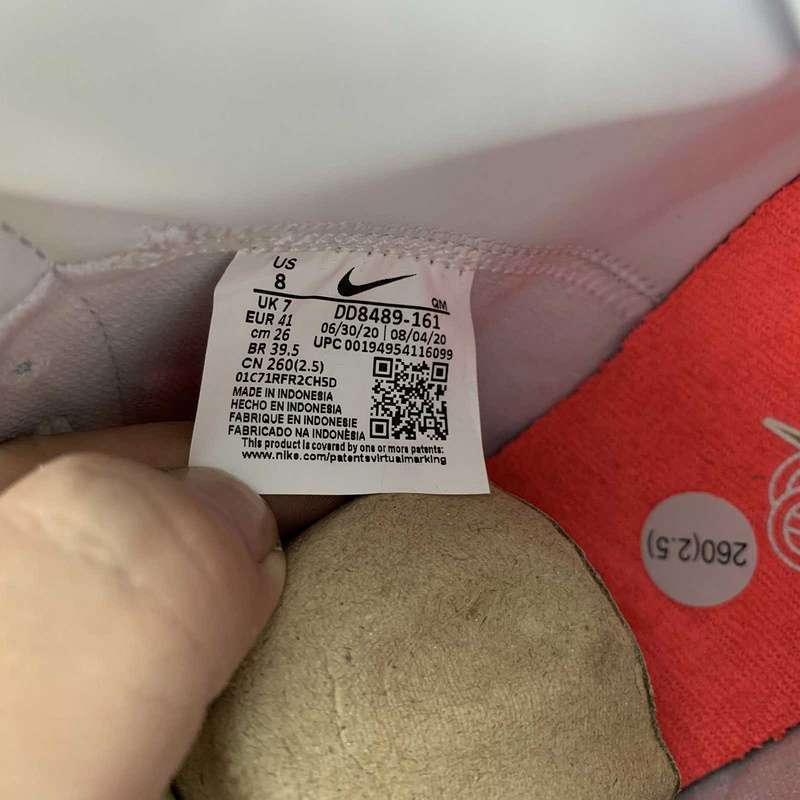 US
8
UK 7
EUR 41
cm 26
BR 39.5
CN 260(2.5)
01C71RFR2CH5D
QM
DD8489-161
06/30/20 | 08/04/20
UPC 00194954116099
MADE IN INDONESIA
HECHO EN INDONESIA
FABRIQUE EN INDONESIE
FABRICADO NA INDONÉSIA
This product is covered by one or more patents:
www.nike.com/patentsvirtualmarking
260(2.5)